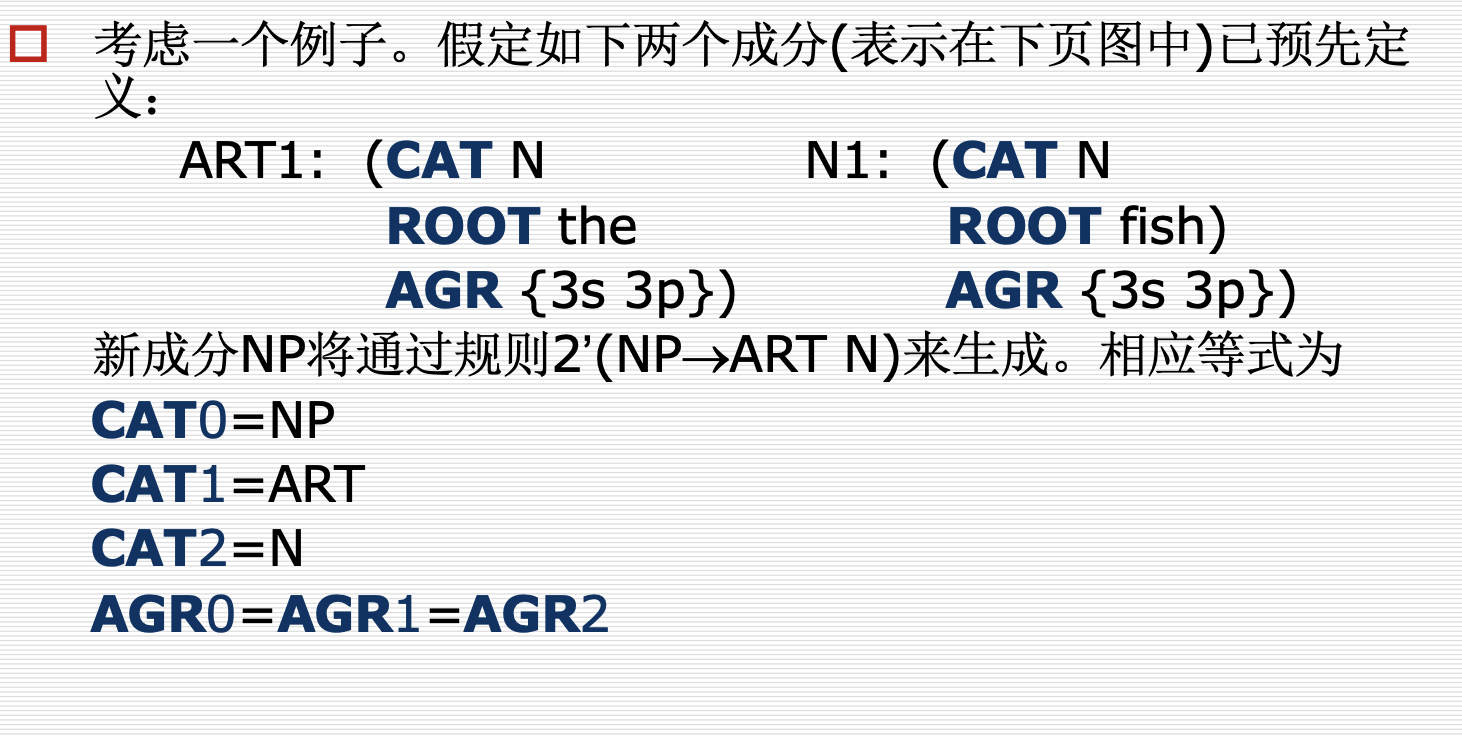 考虑一个例子。假定如下两个成分(表示在下页图中)已预先定
义：
ART1: (CAT N N1: (CAT N
ROOT the ROOT fish)
AGR {3s 3p}) AGR {3s 3p})
新成分NP将通过规则2’(NP→ART N)来生成。相应等式为
CAT0=NP
CAT1=ART
CAT2=N
AGR0=AGR1=AGR2